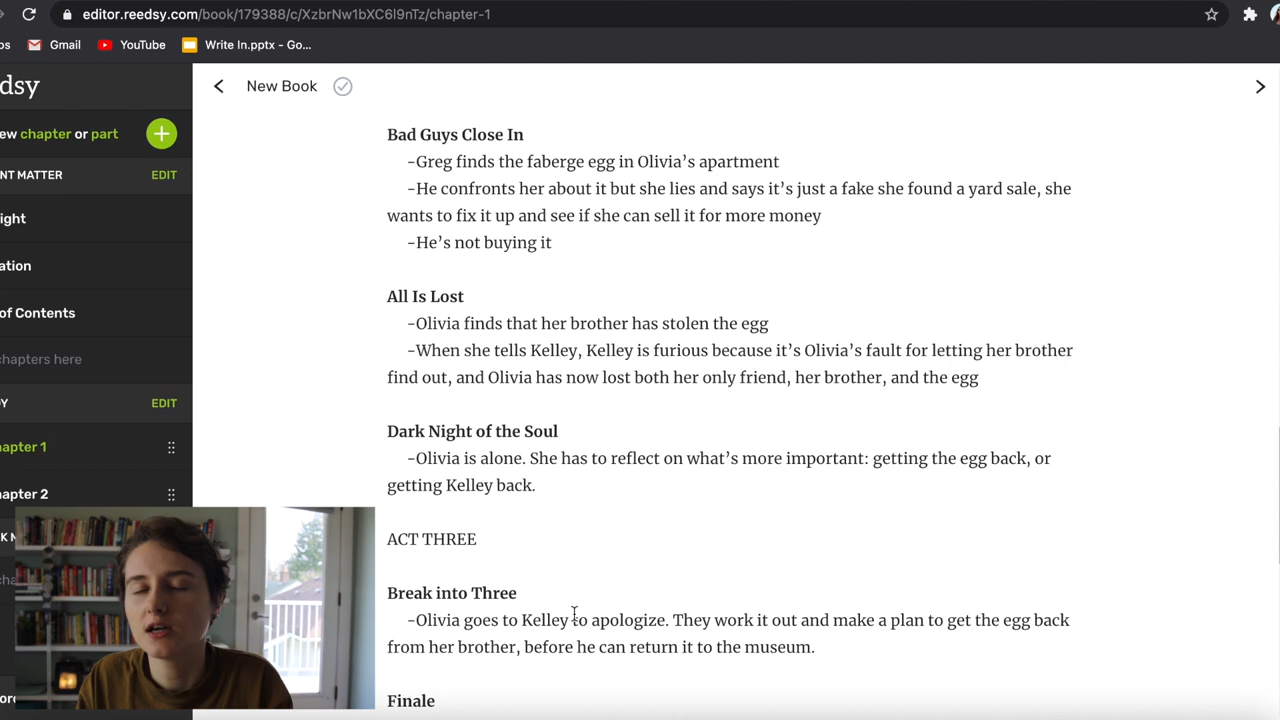 editor.reedsy.com/book/179388/c/XzbrNw1bXC6l9nTz/chapter-1
ps Gmail YouTube Write In.pptx - Go...
dsy
New Book
ew chapter or part
NT MATTER EDIT
ight
ation
of Contents
chapters here
DY EDIT
apter 1
apter 2
K M
cha
ore
Bad Guys Close In
-Greg finds the faberge egg in Olivia’s apartment
-He confronts her about it but she lies and says it’s just a fake she found a yard sale, she
wants to fix it up and see if she can sell it for more money
-He’s not buying it
All Is Lost
-Olivia finds that her brother has stolen the egg
-When she tells Kelley, Kelley is furious because it’s Olivia’s fault for letting her brother
find out, and Olivia has now lost both her only friend, her brother, and the egg
Dark Night of the Soul
-Olivia is alone. She has to reflect on what’s more important: getting the egg back, or
getting Kelley back.
ACT THREE
Break into Three
-Olivia goes to Kelley to apologize. They work it out and make a plan to get the egg back
from her brother, before he can return it to the museum.
Finale